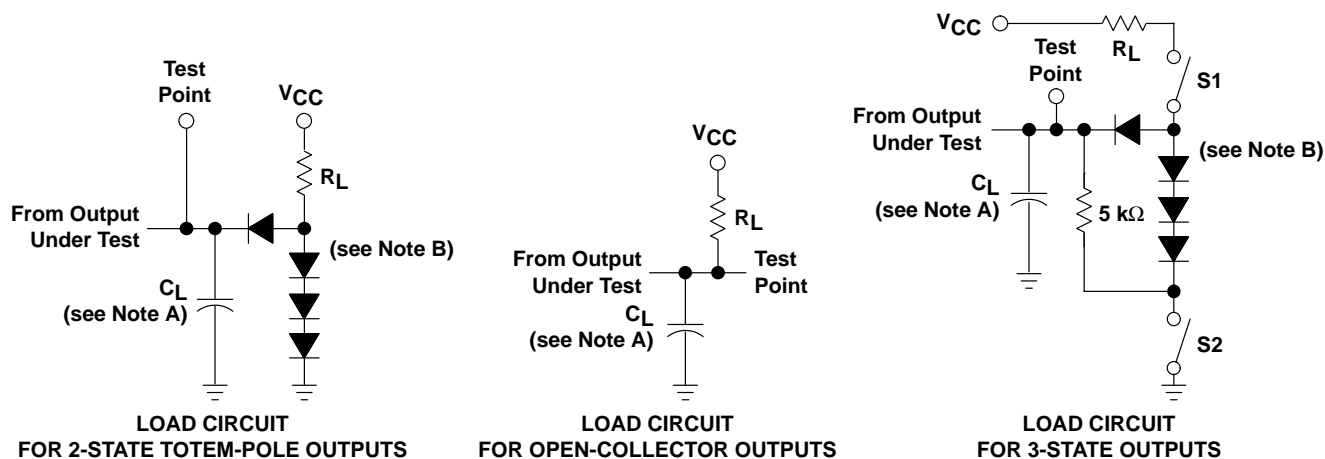 Test
Point
VCC
RL
From Output
Under Test
(see Note B)
CL
(see Note A)
LOAD CIRCUIT
FOR 2-STATE TOTEM-POLE OUTPUTS
VCC
RL
From Output
Under Test
Test
Point
CL
(see Note A)
LOAD CIRCUIT
FOR OPEN-COLLECTOR OUTPUTS
VCC
RL
Test
Point
S1
From Output
Under Test
(see Note B)
CL
(see Note A)
5 kΩ
S2
LOAD CIRCUIT
FOR 3-STATE OUTPUTS